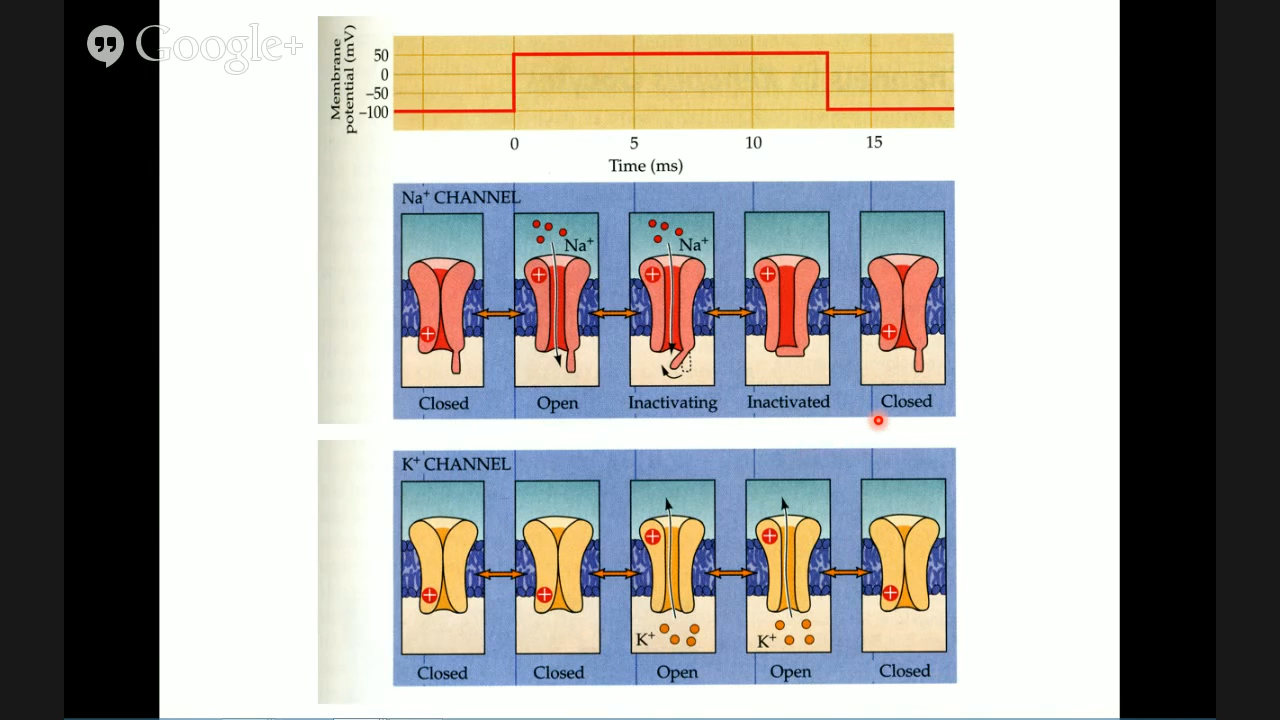 Google+
Membrane
potential (mV)
50
0
–50
–100
0 5 10 15
Time (ms)
Na⁺ CHANNEL
Na⁺ Na⁺
Closed Open Inactivating Inactivated Closed
K⁺ CHANNEL
K⁺ K⁺
Closed Closed Open Open Closed